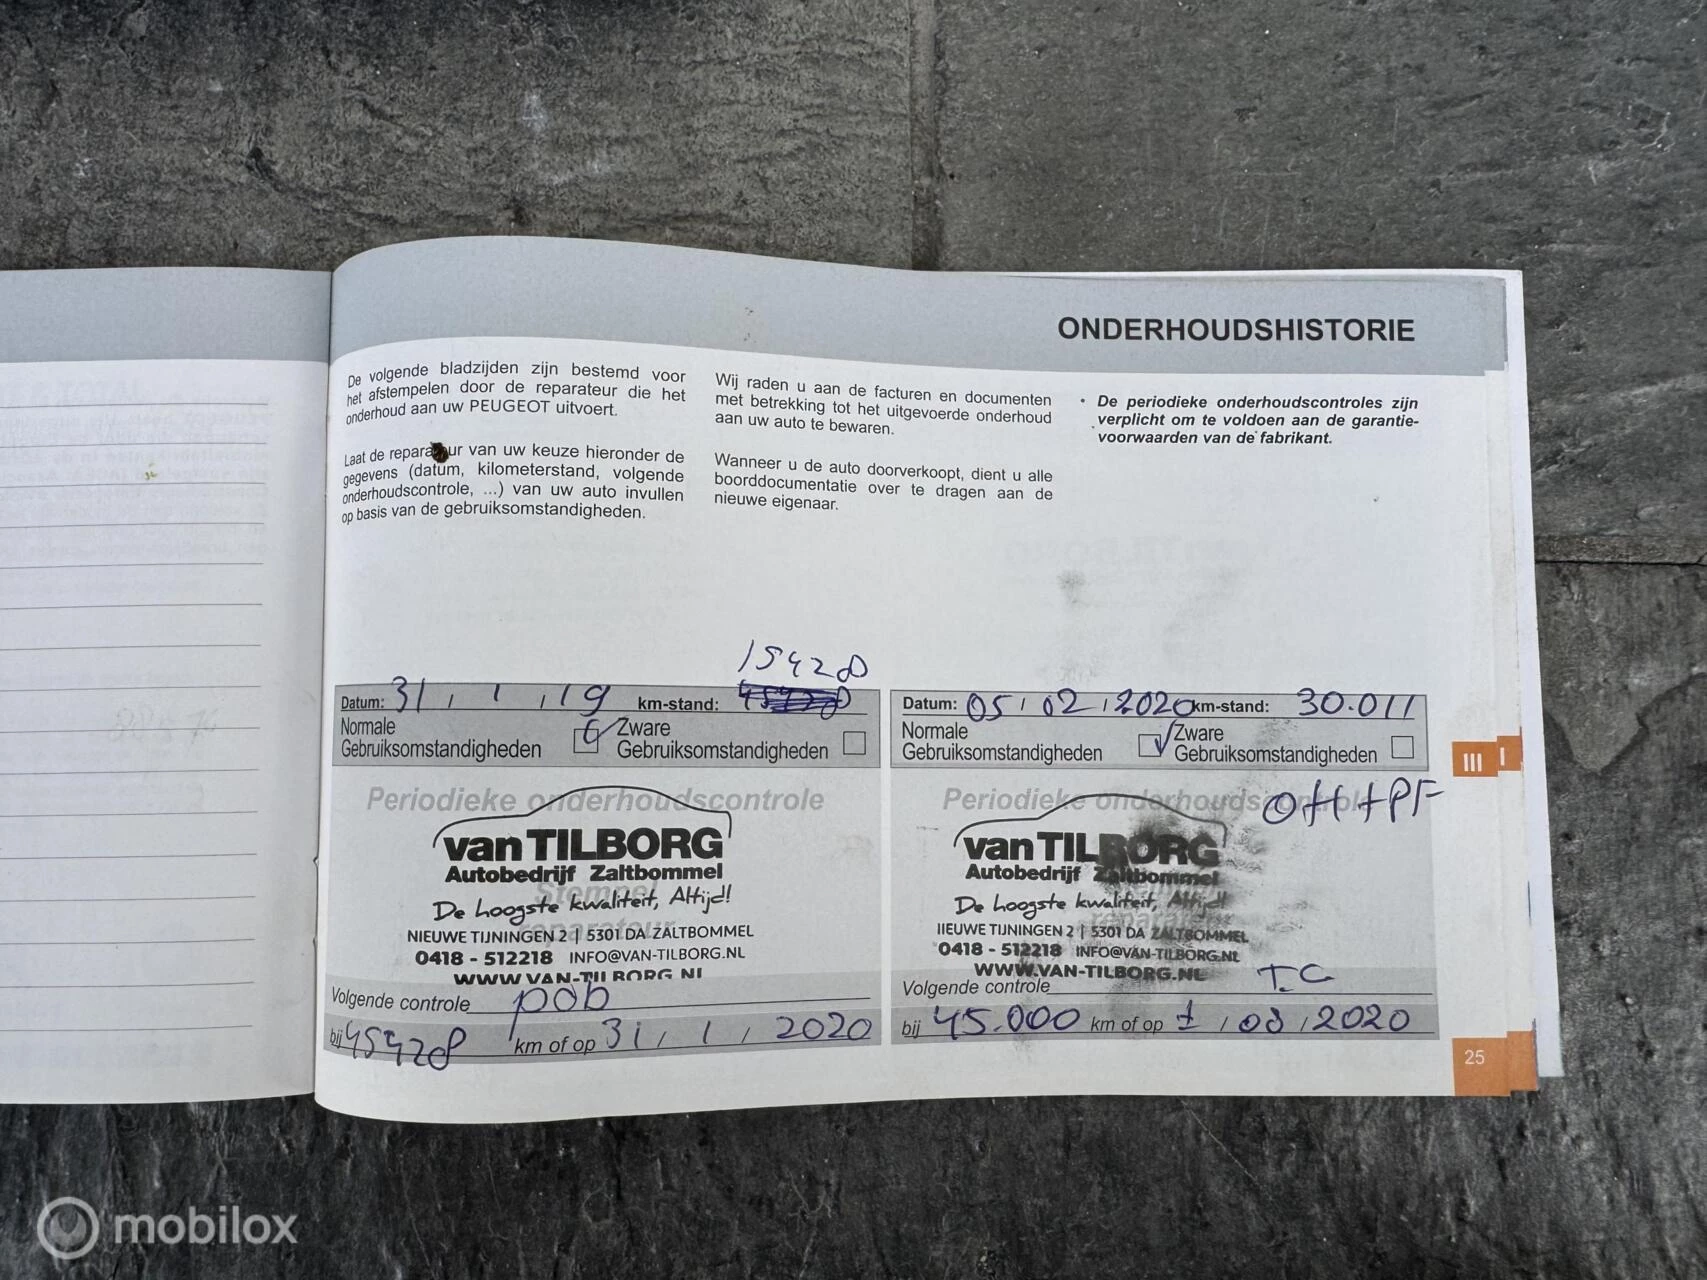 ONDERHOUDSHISTORIE
De volgende bladzijden zijn bestemd voor
het afstempelen door de reparateur die het
onderhoud aan uw PEUGEOT uitvoert.
Laat de reparateur van uw keuze hieronder de
gegevens (datum, kilometerstand, volgende
onderhoudscontrole, ...) van uw auto invullen
op basis van de gebruiksomstandigheden.
Wij raden u aan de facturen en documenten
met betrekking tot het uitgevoerde onderhoud
aan uw auto te bewaren.
Wanneer u de auto doorverkoopt, dient u alle
boorddocumentatie over te dragen aan de
nieuwe eigenaar.
• De periodieke onderhoudscontroles zijn
verplicht om te voldoen aan de garantie-
voorwaarden van de fabrikant.
15428
Datum: 31 / 1 / 19 km-stand:
Normale
Gebruiksomstandigheden
Zware
Gebruiksomstandigheden
Periodieke onderhoudscontrole
vanTILBORG
Autobedrijf Zaltbommel
Stempel
De hoogste kwaliteit, Altijd!
reparateur
NIEUWE TIJNINGEN 2 | 5301 DA ZALTBOMMEL
0418 - 512218 INFO@VAN-TILBORG.NL
WWW.VAN-TILBORG.NL
Volgende controle pob
bij 45428 km of op 31 / 1 / 2020
Datum: 05 / 02 / 2020 km-stand: 30.011
Normale
Gebruiksomstandigheden
Zware
Gebruiksomstandigheden
Periodieke onderhoudscontrole
vanTILBORG
Autobedrijf Zaltbommel
De hoogste kwaliteit, Altijd!
reparateur
NIEUWE TIJNINGEN 2 | 5301 DA ZALTBOMMEL
0418 - 512218 INFO@VAN-TILBORG.NL
WWW.VAN-TILBORG.NL
Volgende controle T.C
bij 45.000 km of op 1 / 08 / 2020
III I
25
mobilox